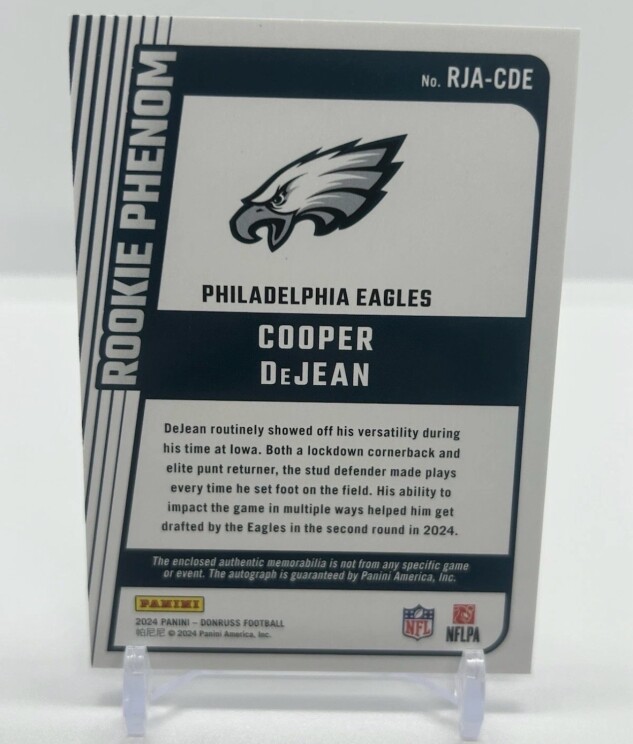 ROOKIE PHENOM
No. RJA-CDE
PHILADELPHIA EAGLES
COOPER
DeJEAN
DeJean routinely showed off his versatility during
his time at Iowa. Both a lockdown cornerback and
elite punt returner, the stud defender made plays
every time he set foot on the field. His ability to
impact the game in multiple ways helped him get
drafted by the Eagles in the second round in 2024.
The enclosed authentic memorabilia is not from any specific game
or event. The autograph is guaranteed by Panini America, Inc.
PANINI
2024 PANINI – DONRUSS FOOTBALL
帕尼尼 © 2024 Panini America, Inc.
NFL
NFLPA